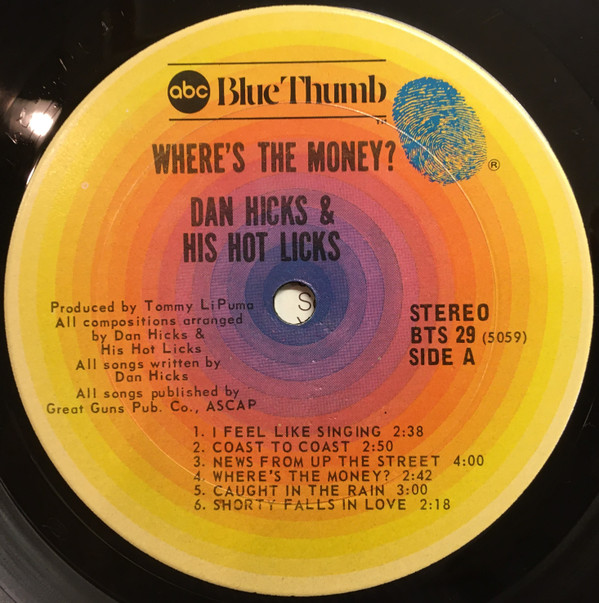 abc Blue Thumb TM
®
WHERE'S THE MONEY?
DAN HICKS &
HIS HOT LICKS
Produced by Tommy LiPuma
All compositions arranged
by Dan Hicks &
His Hot Licks
All songs written by
Dan Hicks
All songs published by
Great Guns Pub. Co., ASCAP
S
STEREO
BTS 29 (5059)
SIDE A
1. I FEEL LIKE SINGING 2:38
2. COAST TO COAST 2:50
3. NEWS FROM UP THE STREET 4:00
4. WHERE'S THE MONEY? 2:42
5. CAUGHT IN THE RAIN 3:00
6. SHORTY FALLS IN LOVE 2:18